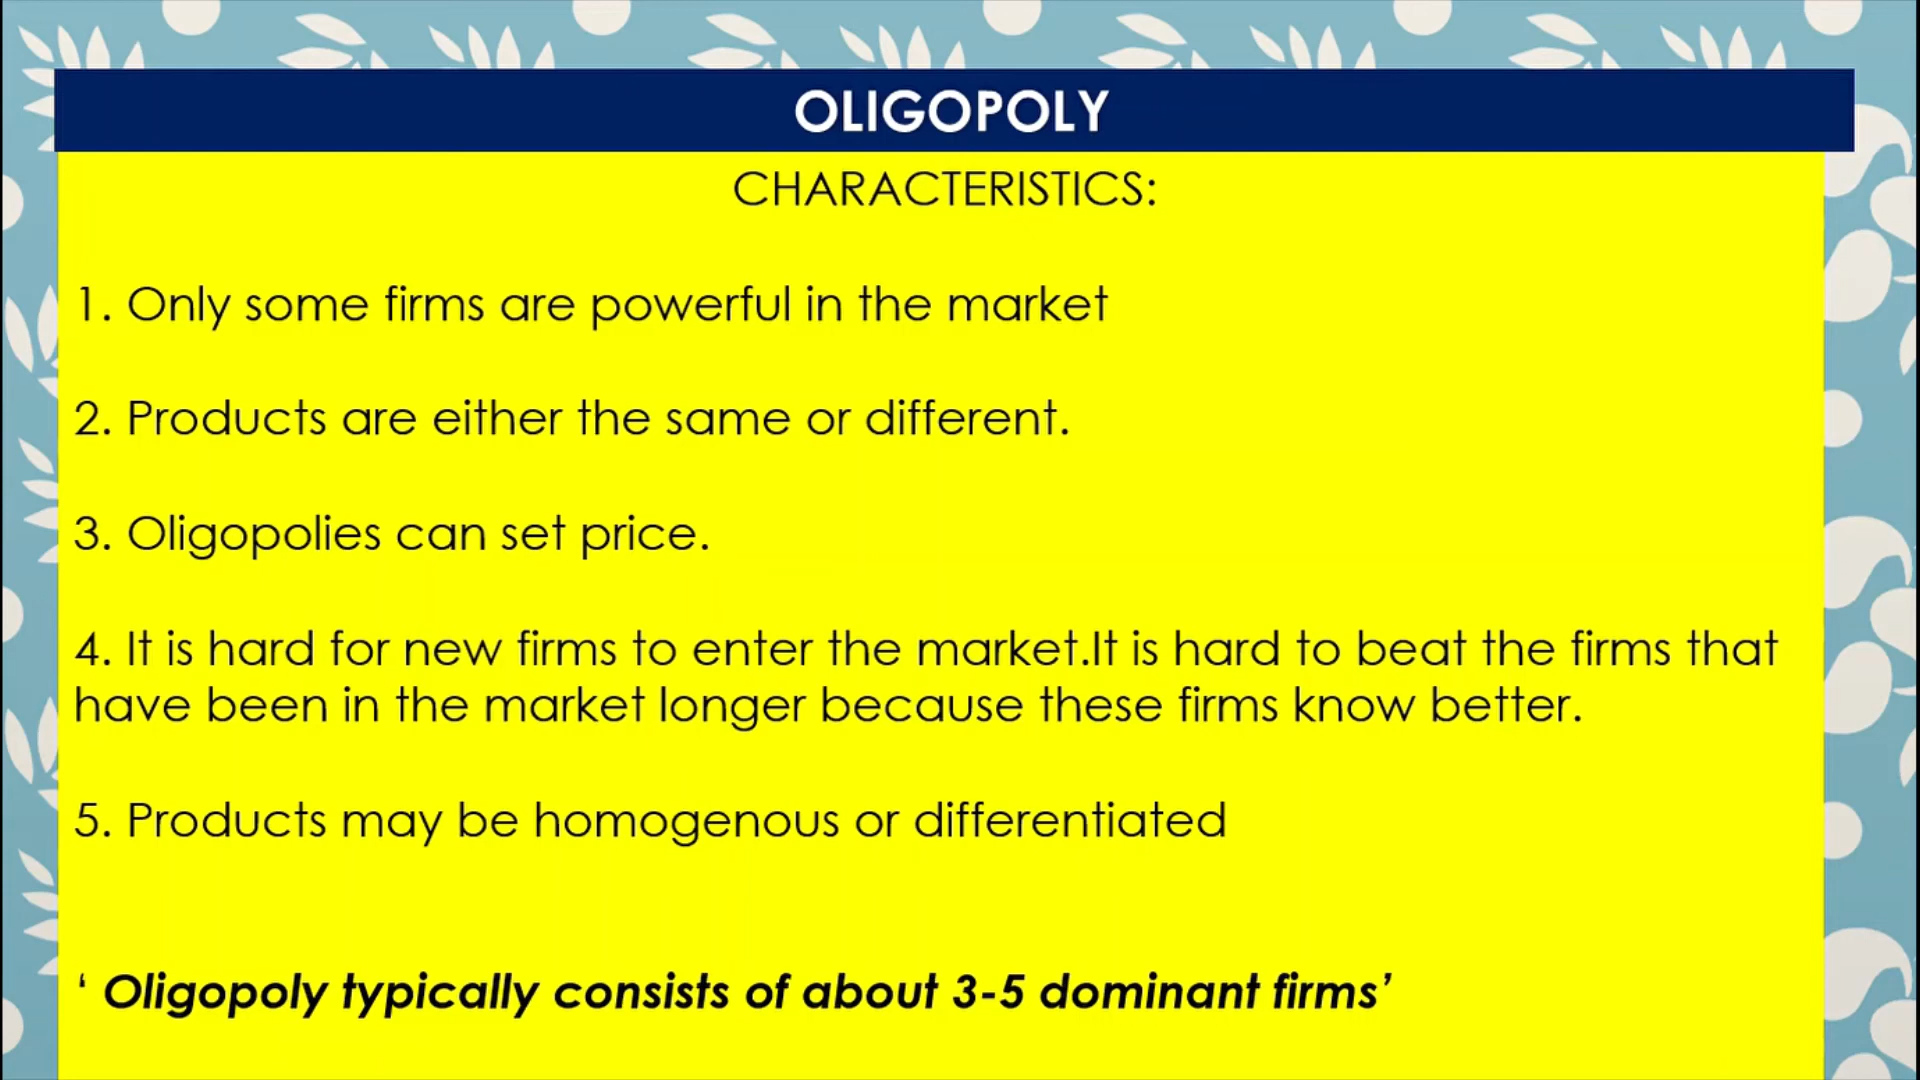 OLIGOPOLY
CHARACTERISTICS:
1. Only some firms are powerful in the market
2. Products are either the same or different.
3. Oligopolies can set price.
4. It is hard for new firms to enter the market.It is hard to beat the firms that
have been in the market longer because these firms know better.
5. Products may be homogenous or differentiated
‘ Oligopoly typically consists of about 3-5 dominant firms’